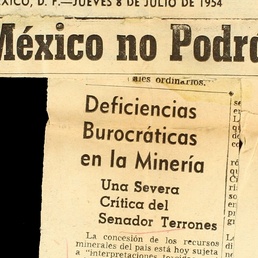 XICO, D. F.—JUEVES 8 DE JULIO DE 1954
México no Podrá
ales ordinarios.
Deficiencias
Burocráticas
en la Minería
Una Severa
Crítica del
Senador Terrones
La concesión de los recursos
minerales del país está hoy sujeta
a "interpretaciones